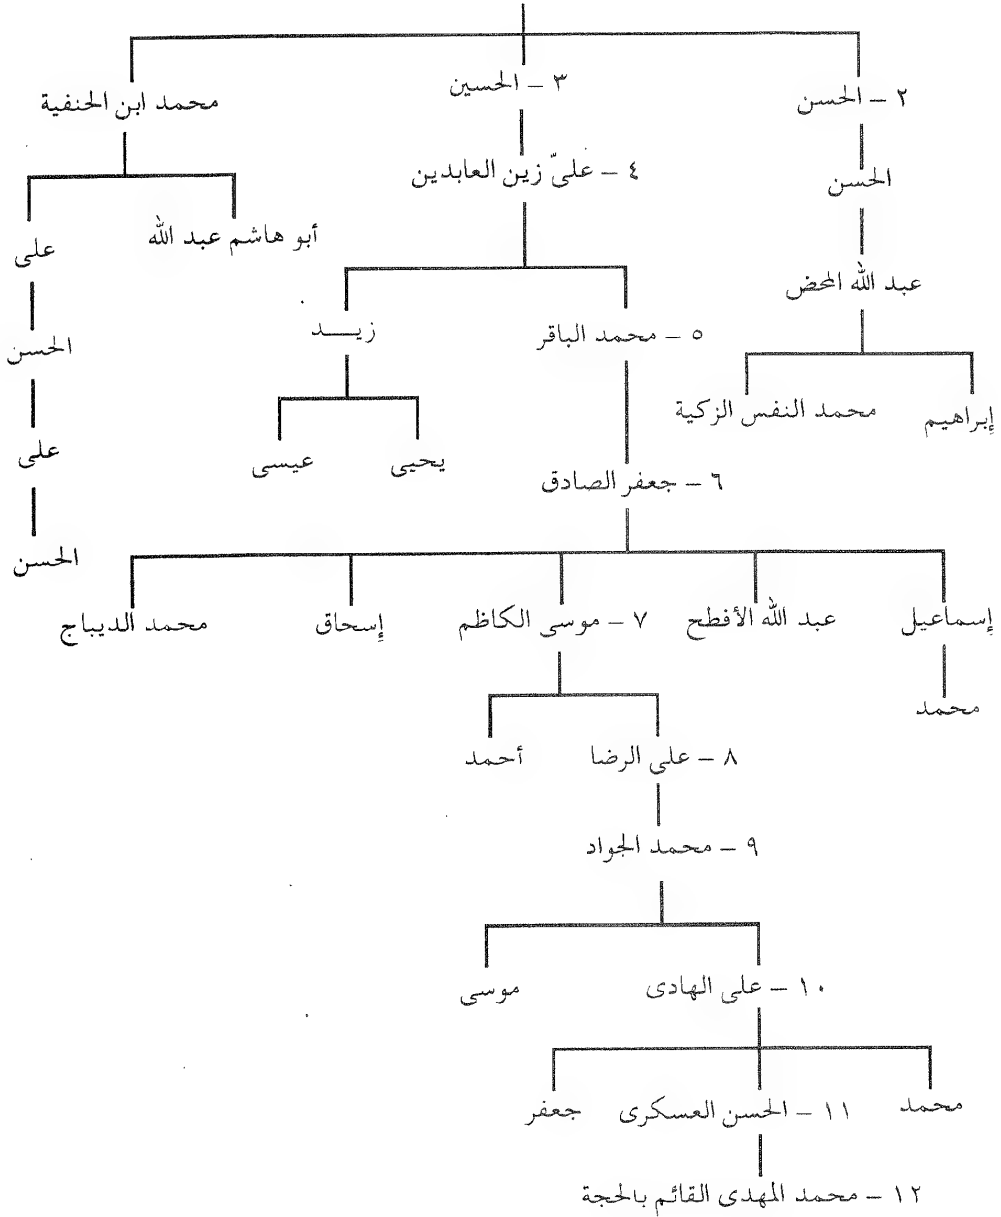 ٢ – الحسن
٣ – الحسين
محمد ابن الحنفية
الحسن
٤ – علىّ زين العابدين
أبو هاشم عبد الله
على
عبد الله المحض
٥ – محمد الباقر
زيـــد
الحسن
إبراهيم
محمد النفس الزكية
يحيى
عيسى
على
٦ – جعفر الصادق
الحسن
إسماعيل
عبد الله الأفطح
٧ – موسى الكاظم
إسحاق
محمد الديباج
محمد
٨ – على الرضا
أحمد
٩ – محمد الجواد
١٠ – على الهادى
موسى
محمد
١١ – الحسن العسكرى
جعفر
١٢ – محمد المهدى القائم بالحجة